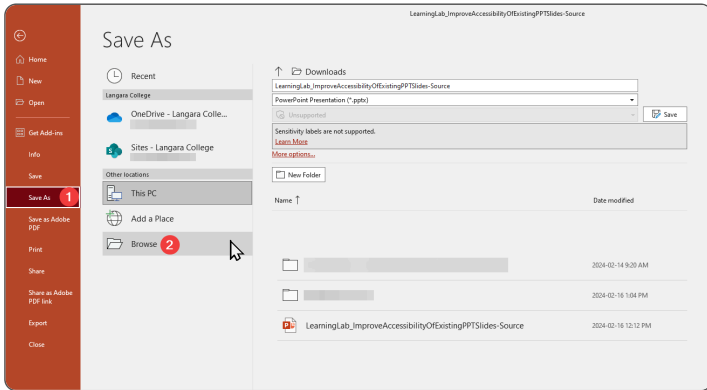 LearningLab_ImproveAccessibilityOfExistingPPTSlides-Source
Save As
Home
New
Open
Get Add-ins
Info
Save
Save As 1
Save as Adobe
PDF
Print
Share
Share as Adobe
PDF link
Export
Close
Recent
Langara College
OneDrive - Langara Colle...
Sites - Langara College
Other locations
This PC
Add a Place
Browse 2
↑ Downloads
LearningLab_ImproveAccessibilityOfExistingPPTSlides-Source
PowerPoint Presentation (*.pptx)
Unsupported
Save
Sensitivity labels are not supported.
Learn More
More options...
New Folder
Name ↑ Date modified
2024-02-14 9:20 AM
2024-02-16 1:04 PM
LearningLab_ImproveAccessibilityOfExistingPPTSlides-Source 2024-02-16 12:12 PM